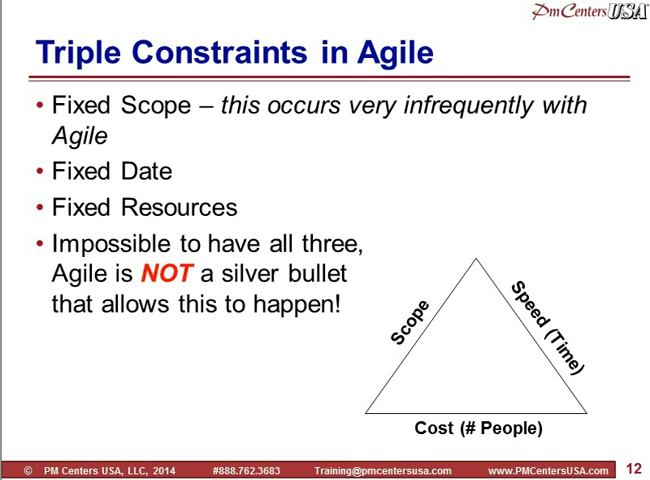 Pm Centers USA
Triple Constraints in Agile
• Fixed Scope – this occurs very infrequently with
Agile
• Fixed Date
• Fixed Resources
• Impossible to have all three,
Agile is NOT a silver bullet
that allows this to happen!
Scope
Speed (Time)
Cost (# People)
© PM Centers USA, LLC, 2014 #888.762.3683 Training@pmcentersusa.com www.PMCentersUSA.com 12